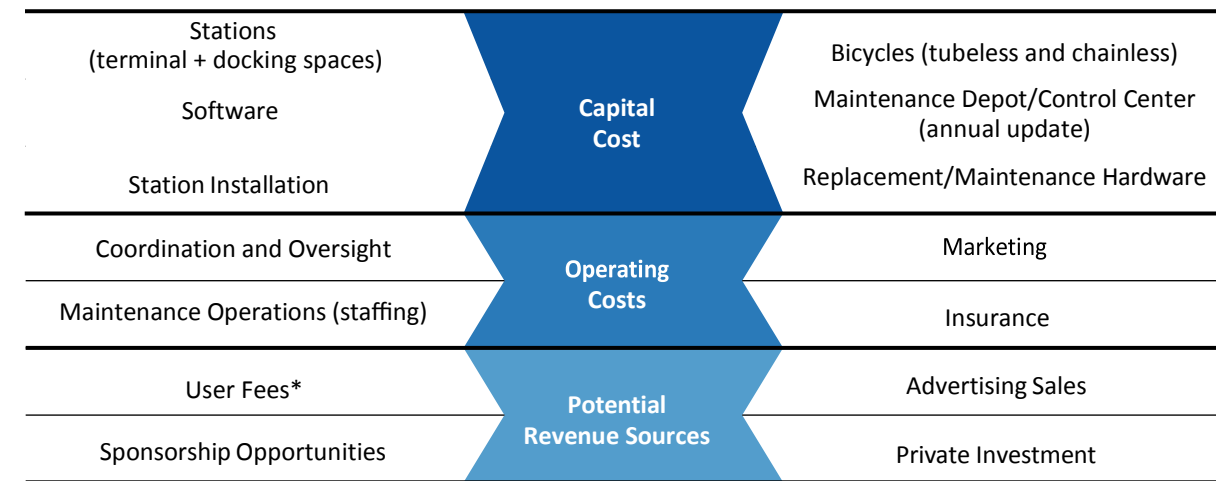 Stations
(terminal + docking spaces)
Software
Station Installation
Capital
Cost
Bicycles (tubeless and chainless)
Maintenance Depot/Control Center
(annual update)
Replacement/Maintenance Hardware
Coordination and Oversight
Maintenance Operations (staffing)
Operating
Costs
Marketing
Insurance
User Fees*
Sponsorship Opportunities
Potential
Revenue Sources
Advertising Sales
Private Investment